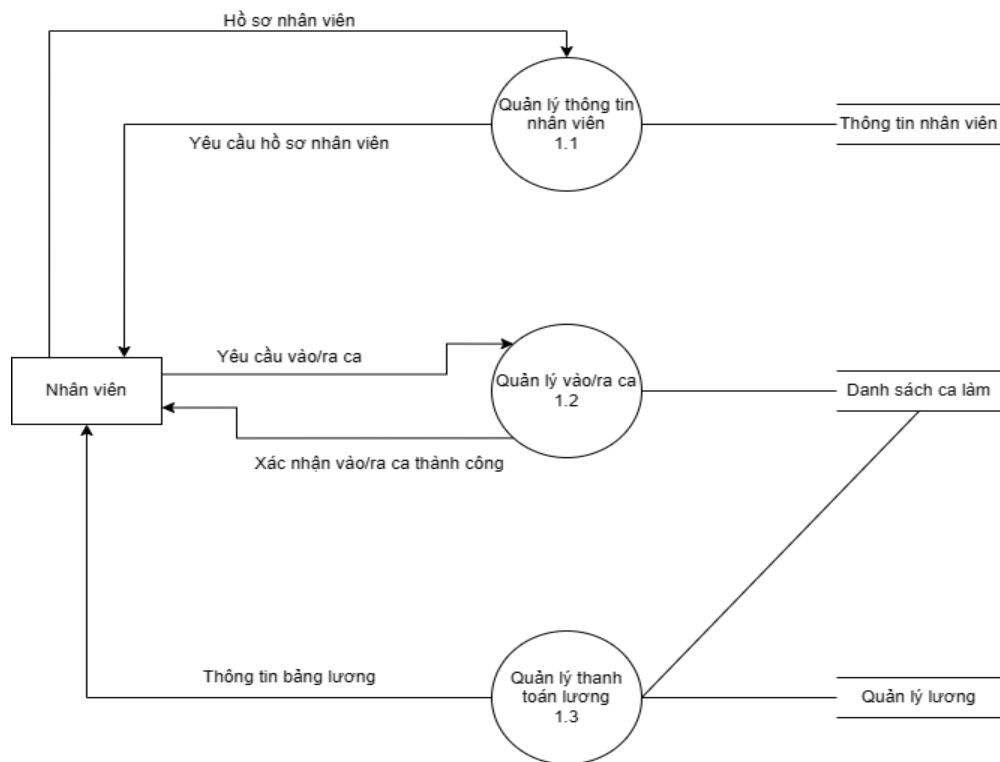 Hồ sơ nhân viên
Quản lý thông tin
nhân viên
1.1
Thông tin nhân viên
Yêu cầu hồ sơ nhân viên
Yêu cầu vào/ra ca
Nhân viên
Quản lý vào/ra ca
1.2
Danh sách ca làm
Xác nhận vào/ra ca thành công
Thông tin bảng lương
Quản lý thanh
toán lương
1.3
Quản lý lương